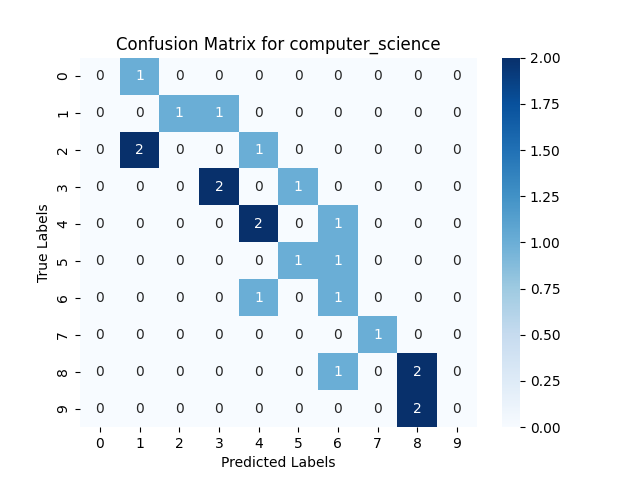 Confusion Matrix for computer_science
0 0 1 0 0 0 0 0 0 0 0
1 0 0 1 1 0 0 0 0 0 0
2 0 2 0 0 1 0 0 0 0 0
3 0 0 0 2 0 1 0 0 0 0
4 0 0 0 0 2 0 1 0 0 0
5 0 0 0 0 0 1 1 0 0 0
6 0 0 0 0 1 0 1 0 0 0
7 0 0 0 0 0 0 0 1 0 0
8 0 0 0 0 0 0 1 0 2 0
9 0 0 0 0 0 0 0 0 2 0
0 1 2 3 4 5 6 7 8 9
True Labels
Predicted Labels
2.00
1.75
1.50
1.25
1.00
0.75
0.50
0.25
0.00